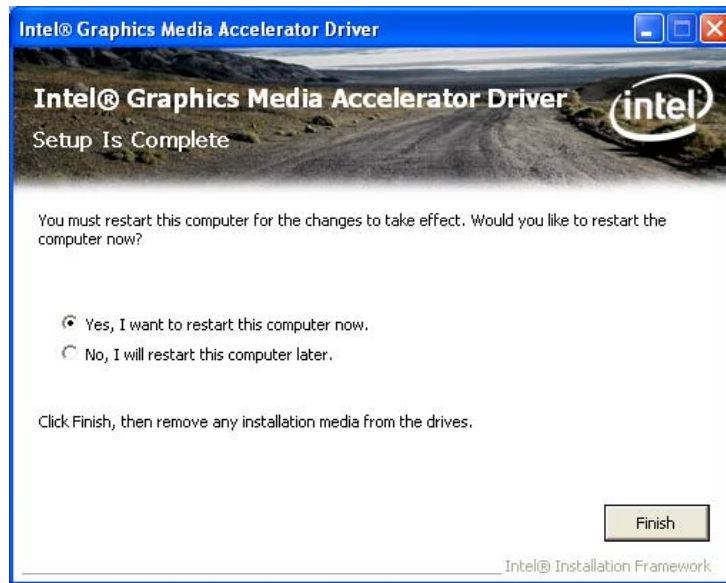 Intel® Graphics Media Accelerator Driver
Intel® Graphics Media Accelerator Driver
intel
Setup Is Complete
You must restart this computer for the changes to take effect. Would you like to restart the
computer now?
Yes, I want to restart this computer now.
No, I will restart this computer later.
Click Finish, then remove any installation media from the drives.
Finish
Intel® Installation Framework